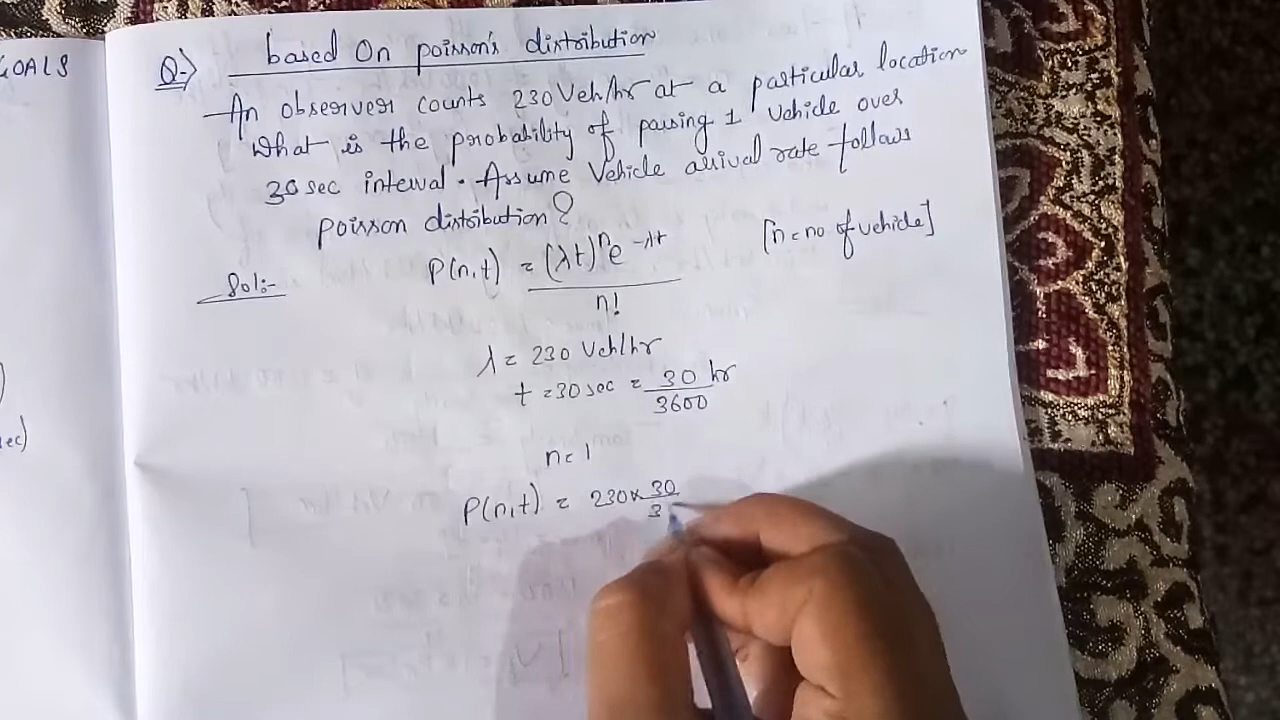 GOALS
Q-> based On poisson's distribution
An observer counts 230 Veh/hr at a particular location
What is the probability of passing 1 vehicle over
30 sec interval. Assume Vehicle arrival rate follows
poisson distribution?
Sol:- P(n,t) = (λt)^n e^-λt / n! [n = no of vehicle]
λ = 230 Veh/hr
t = 30 sec = 30/3600 hr
n = 1
P(n,t) = 230 × 30/3
ec)